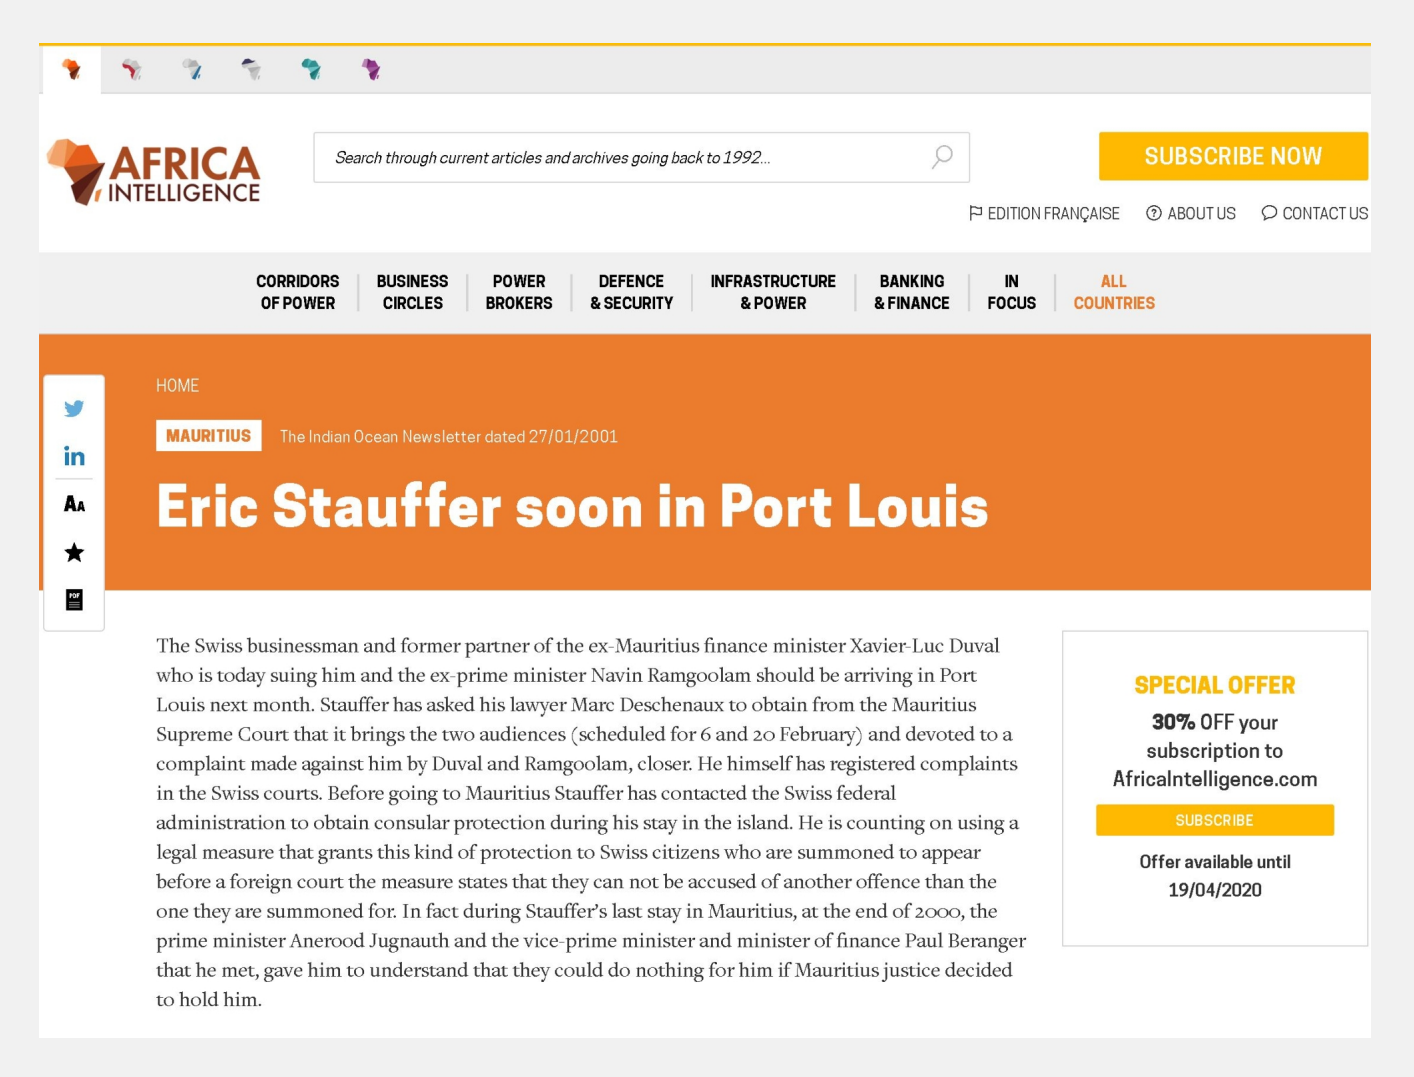 AFRICA
INTELLIGENCE
Search through current articles and archives going back to 1992...
SUBSCRIBE NOW
EDITION FRANÇAISE
ABOUT US
CONTACT US
CORRIDORS
OF POWER
BUSINESS
CIRCLES
POWER
BROKERS
DEFENCE
& SECURITY
INFRASTRUCTURE
& POWER
BANKING
& FINANCE
IN
FOCUS
ALL
COUNTRIES
HOME
MAURITIUS
The Indian Ocean Newsletter dated 27/01/2001
Eric Stauffer soon in Port Louis
in
AA
PDF
The Swiss businessman and former partner of the ex-Mauritius finance minister Xavier-Luc Duval
who is today suing him and the ex-prime minister Navin Ramgoolam should be arriving in Port
Louis next month. Stauffer has asked his lawyer Marc Deschenaux to obtain from the Mauritius
Supreme Court that it brings the two audiences (scheduled for 6 and 20 February) and devoted to a
complaint made against him by Duval and Ramgoolam, closer. He himself has registered complaints
in the Swiss courts. Before going to Mauritius Stauffer has contacted the Swiss federal
administration to obtain consular protection during his stay in the island. He is counting on using a
legal measure that grants this kind of protection to Swiss citizens who are summoned to appear
before a foreign court the measure states that they can not be accused of another offence than the
one they are summoned for. In fact during Stauffer's last stay in Mauritius, at the end of 2000, the
prime minister Anerood Jugnauth and the vice-prime minister and minister of finance Paul Beranger
that he met, gave him to understand that they could do nothing for him if Mauritius justice decided
to hold him.
SPECIAL OFFER
30% OFF your
subscription to
AfricaIntelligence.com
SUBSCRIBE
Offer available until
19/04/2020